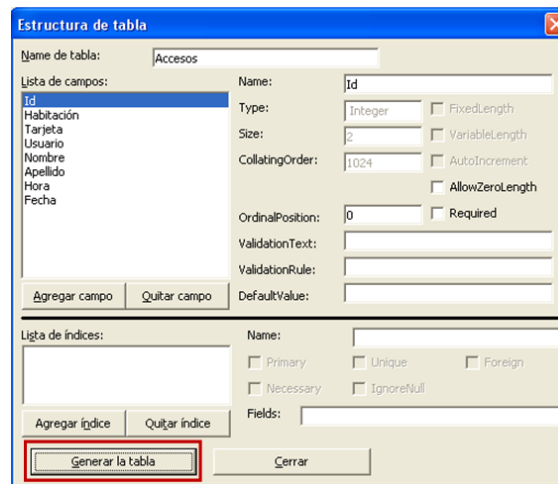 Estructura de tabla
Name de tabla: Accesos
Lista de campos:
Id
Habitación
Tarjeta
Usuario
Nombre
Apellido
Hora
Fecha
Agregar campo Quitar campo
Name: Id
Type: Integer FixedLength
Size: 2 VariableLength
CollatingOrder: 1024 AutoIncrement
AllowZeroLength
OrdinalPosition: 0 Required
ValidationText:
ValidationRule:
DefaultValue:
Lista de índices:
Agregar índice Quitar índice
Name:
Primary Unique Foreign
Necessary IgnoreNull
Fields:
Generar la tabla Cerrar